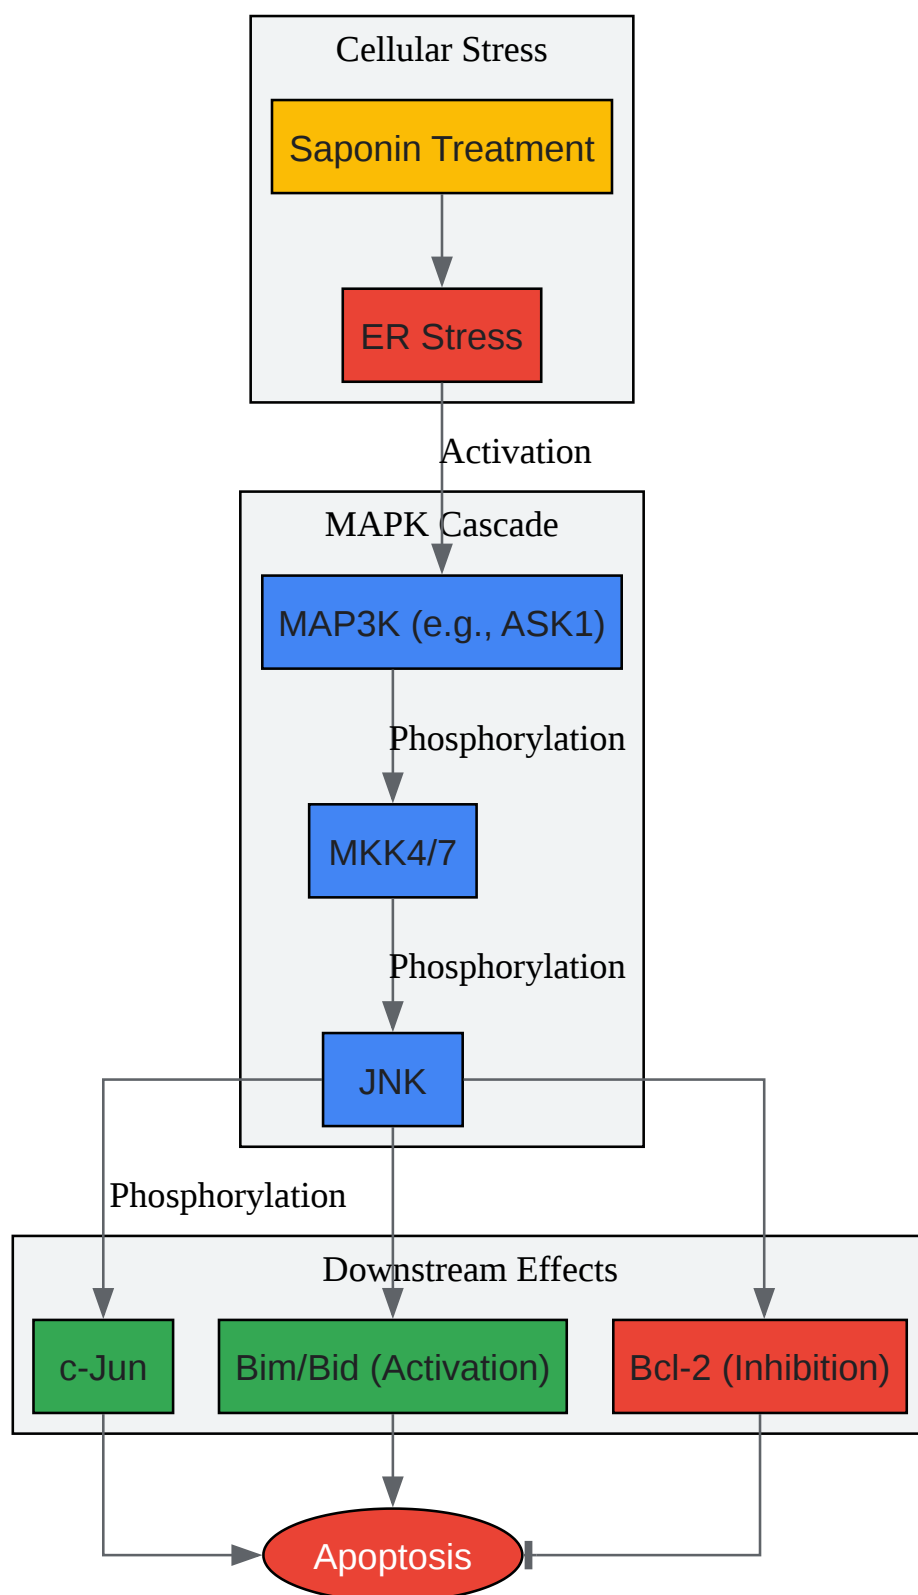 Cellular Stress
Saponin Treatment
ER Stress
Activation
MAPK Cascade
MAP3K (e.g., ASK1)
Phosphorylation
MKK4/7
Phosphorylation
JNK
Phosphorylation
Downstream Effects
c-Jun
Bim/Bid (Activation)
Bcl-2 (Inhibition)
Apoptosis